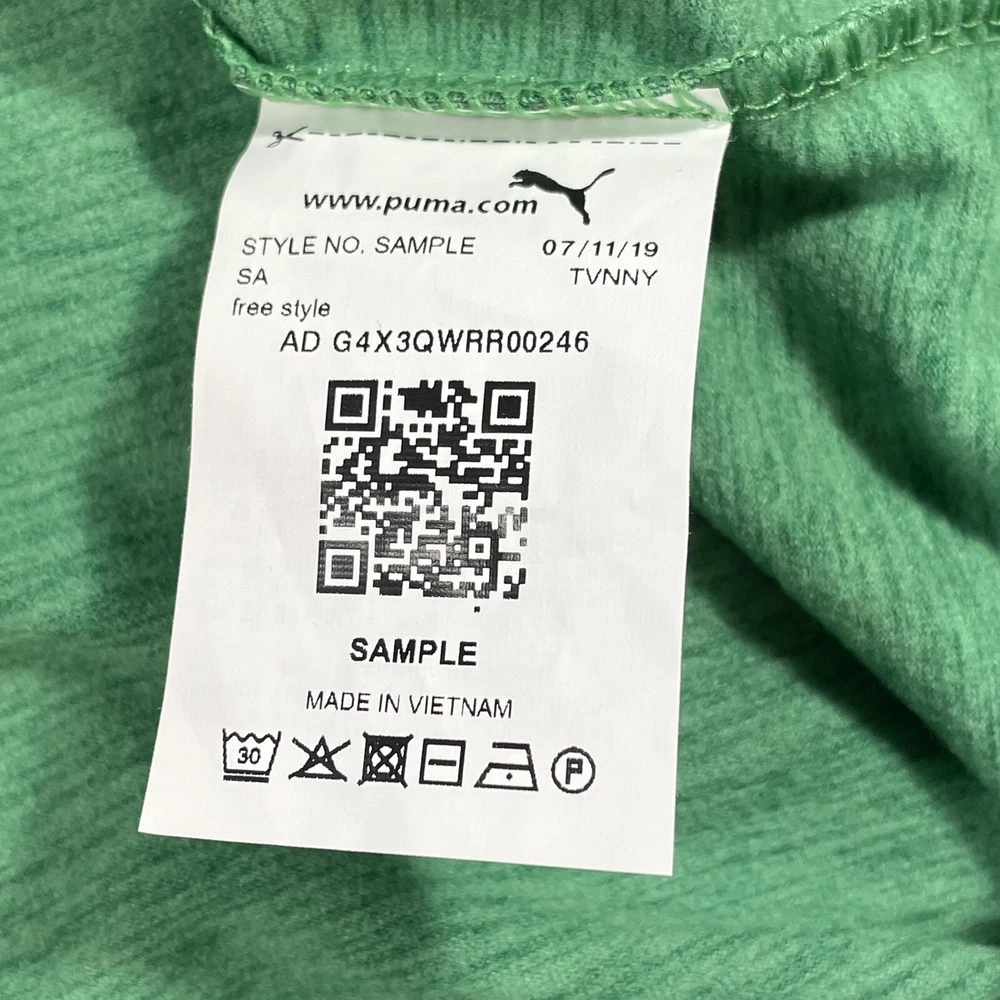 www.puma.com
STYLE NO. SAMPLE 07/11/19
SA TVNNY
free style
AD G4X3QWRR00246
SAMPLE
MADE IN VIETNAM
30
P